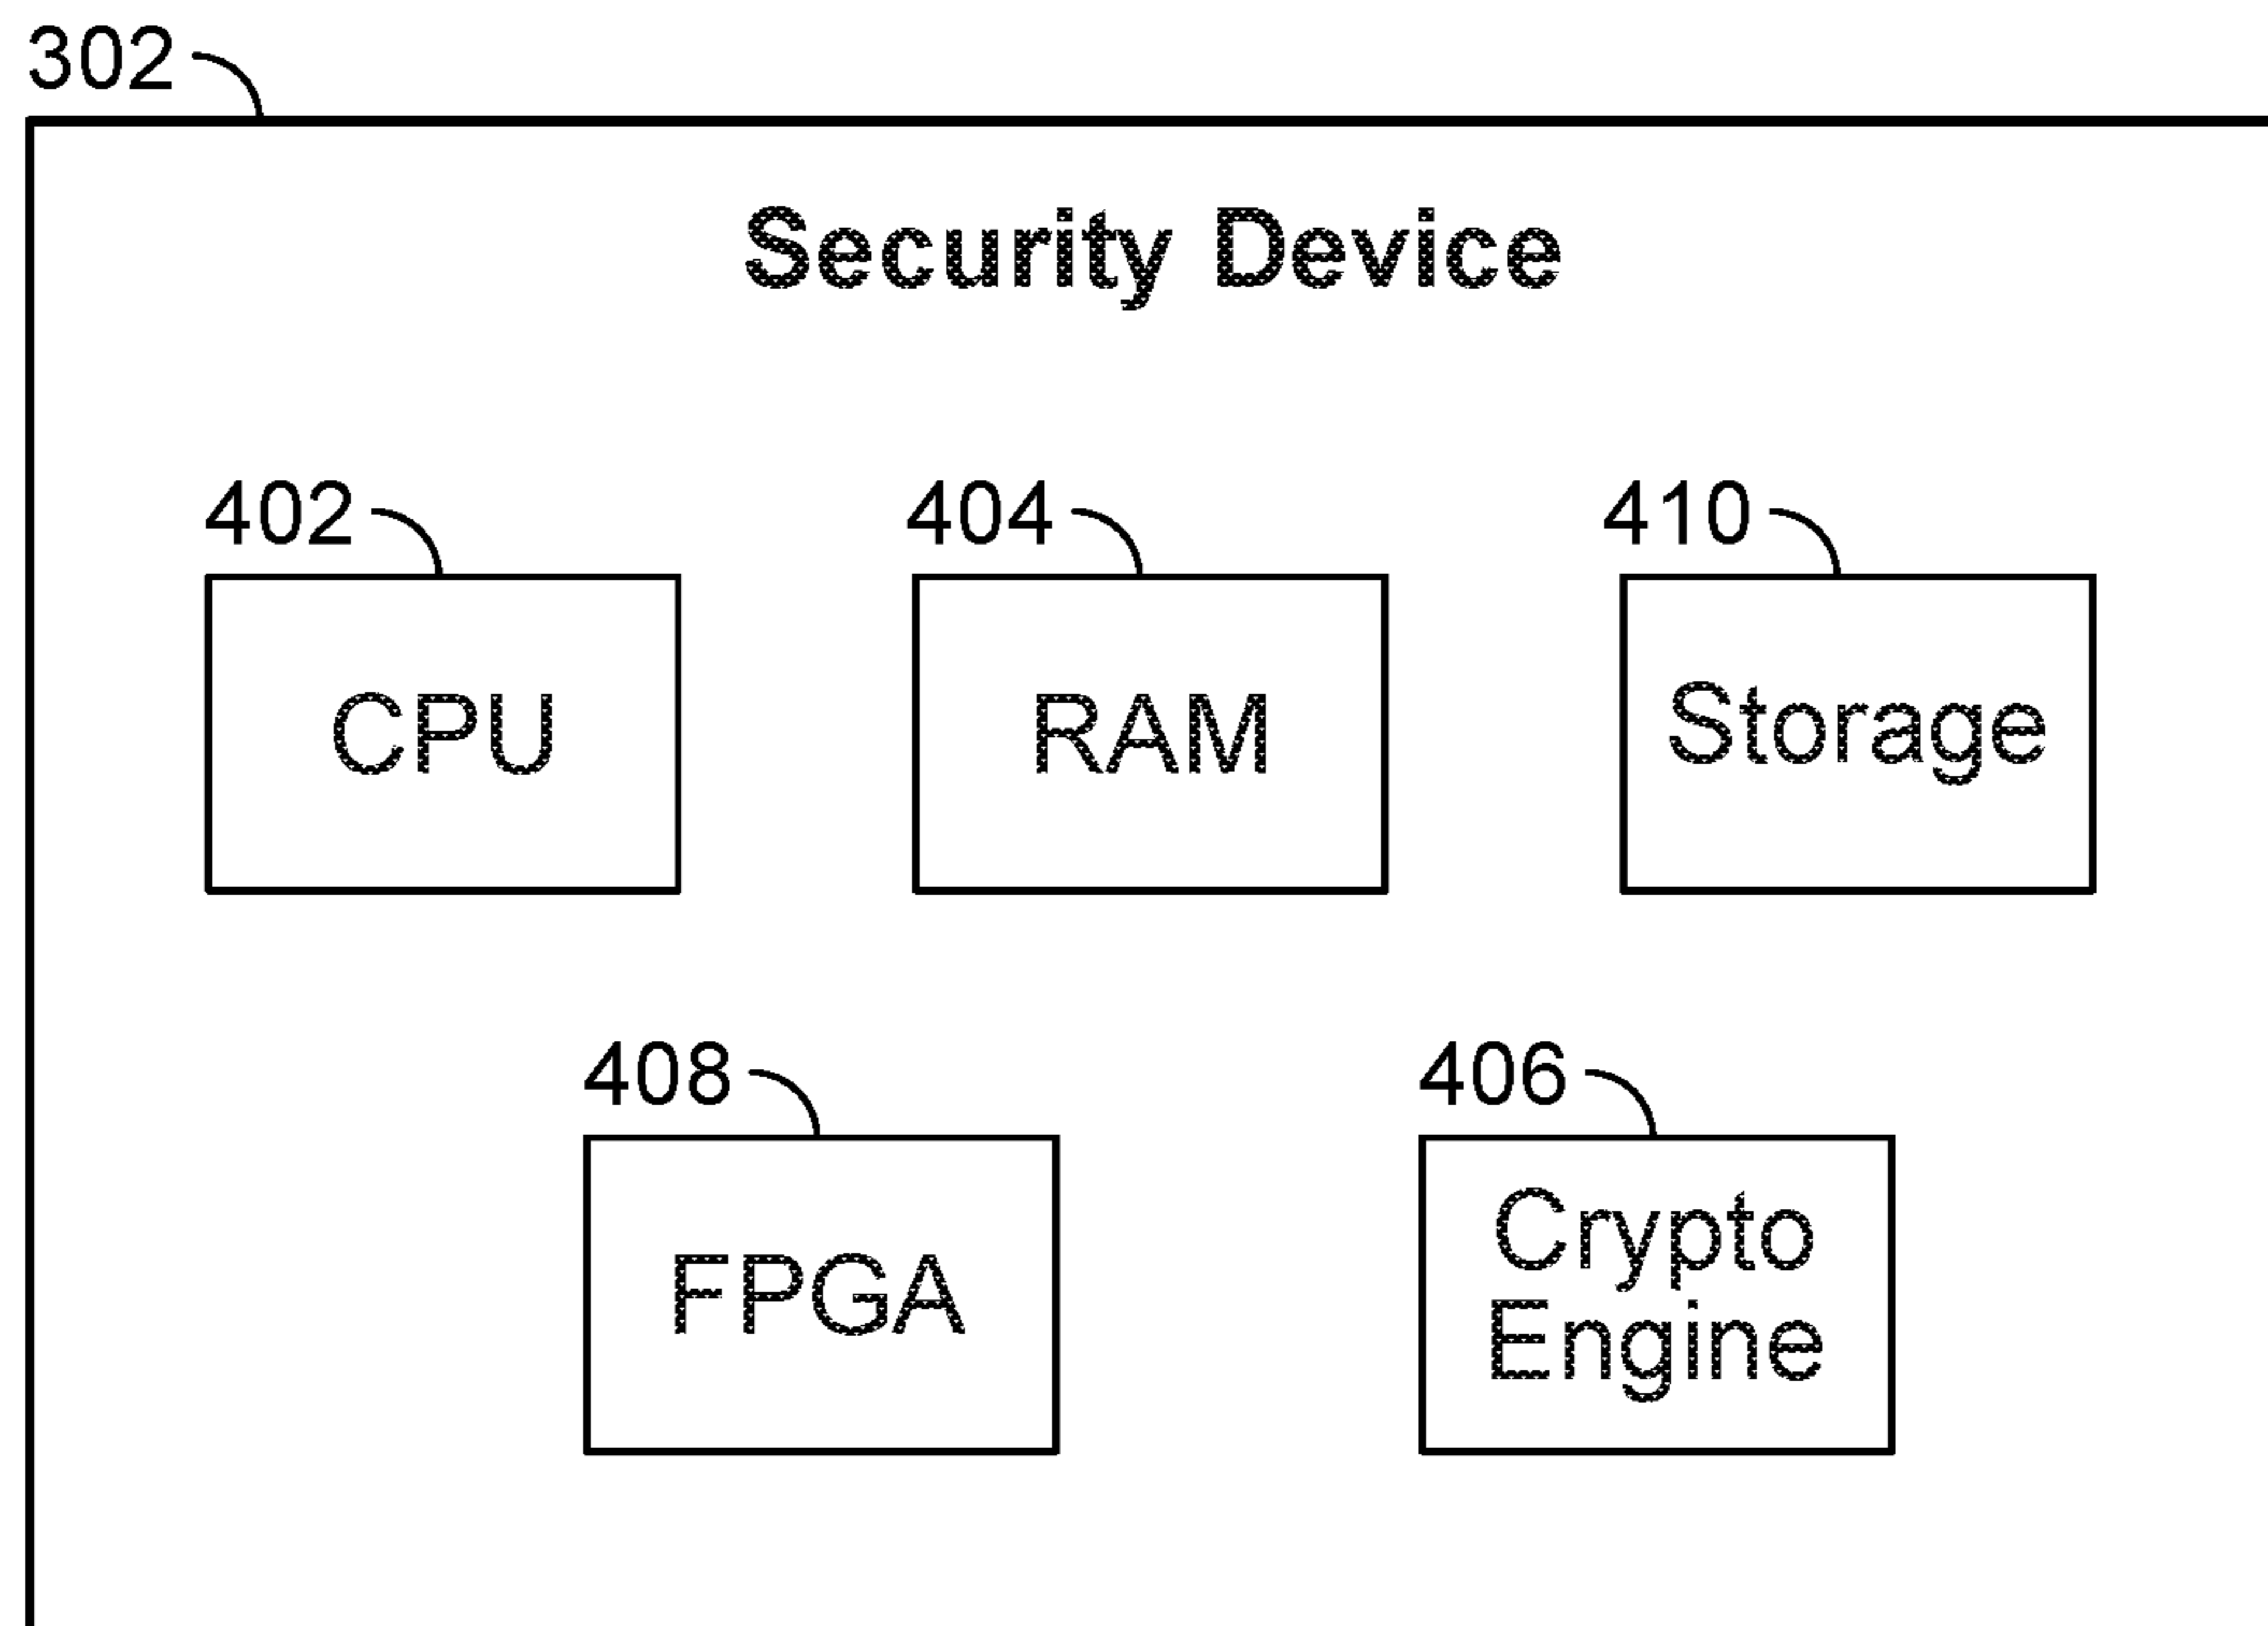 302
Security Device
402
404
410
CPU
RAM
Storage
408
406
FPGA
Crypto
Engine